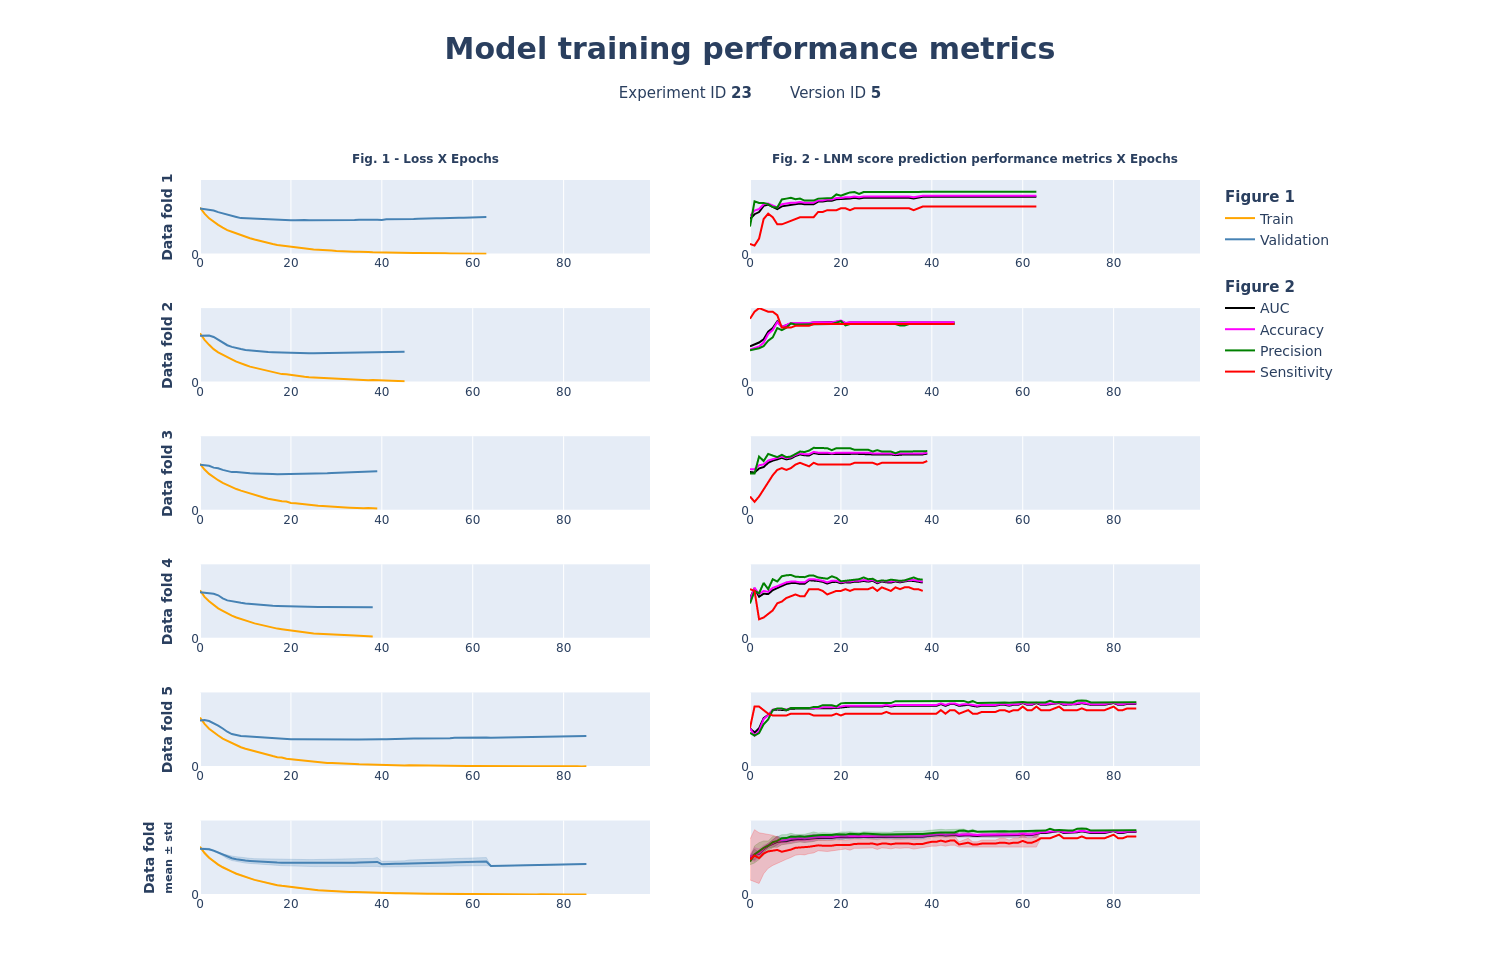 Model training performance metrics
Experiment ID 23 Version ID 5
Fig. 1 - Loss X Epochs
Fig. 2 - LNM score prediction performance metrics X Epochs
Data fold 1
0
0 20 40 60 80
0
0 20 40 60 80
Figure 1
Train
Validation
Figure 2
AUC
Accuracy
Precision
Sensitivity
Data fold 2
0
0 20 40 60 80
0
0 20 40 60 80
Data fold 3
0
0 20 40 60 80
0
0 20 40 60 80
Data fold 4
0
0 20 40 60 80
0
0 20 40 60 80
Data fold 5
0
0 20 40 60 80
0
0 20 40 60 80
Data fold
mean ± std
0
0 20 40 60 80
0
0 20 40 60 80